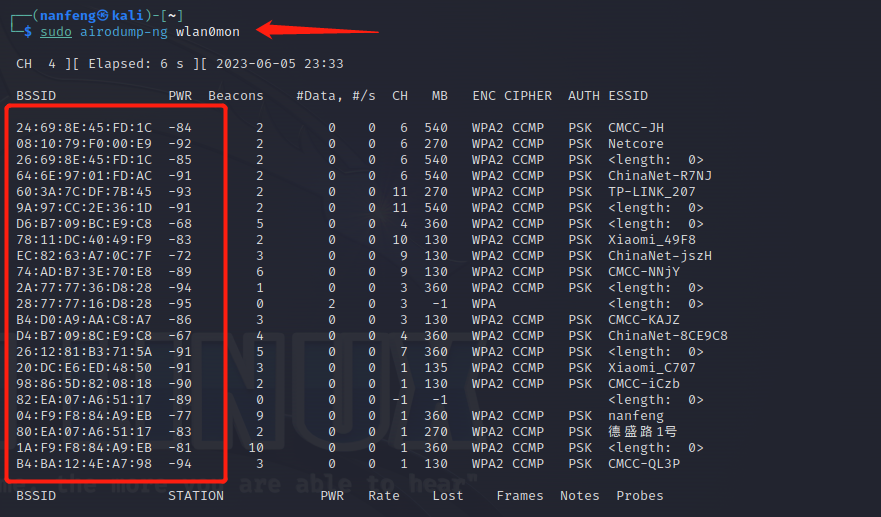 ┌──(nanfeng㉿kali)-[~]
└─$ sudo airodump-ng wlan0mon
CH  4 ][ Elapsed: 6 s ][ 2023-06-05 23:33
BSSID              PWR  Beacons    #Data, #/s  CH   MB   ENC CIPHER  AUTH ESSID
24:69:8E:45:FD:1C  -84        2        0    0   6  540   WPA2 CCMP   PSK  CMCC-JH
08:10:79:F0:00:E9  -92        2        0    0   6  270   WPA2 CCMP   PSK  Netcore
26:69:8E:45:FD:1C  -85        2        0    0   6  540   WPA2 CCMP   PSK  <length:  0>
64:6E:97:01:FD:AC  -91        2        0    0   6  540   WPA2 CCMP   PSK  ChinaNet-R7NJ
60:3A:7C:DF:7B:45  -93        2        0    0  11  270   WPA2 CCMP   PSK  TP-LINK_207
9A:97:CC:2E:36:1D  -91        2        0    0  11  540   WPA2 CCMP   PSK  <length:  0>
D6:B7:09:BC:E9:C8  -68        5        0    0   4  360   WPA2 CCMP   PSK  <length:  0>
78:11:DC:40:49:F9  -83        2        0    0  10  130   WPA2 CCMP   PSK  Xiaomi_49F8
EC:82:63:A7:0C:7F  -72        3        0    0   9  130   WPA2 CCMP   PSK  ChinaNet-jszH
74:AD:B7:3E:70:E8  -89        6        0    0   9  130   WPA2 CCMP   PSK  CMCC-NNjY
2A:77:77:36:D8:28  -94        1        0    0   3  360   WPA2 CCMP   PSK  <length:  0>
28:77:77:16:D8:28  -95        0        2    0   3   -1   WPA              <length:  0>
B4:D0:A9:AA:C8:A7  -86        3        0    0   3  130   WPA2 CCMP   PSK  CMCC-KAJZ
D4:B7:09:8C:E9:C8  -67        4        0    0   4  360   WPA2 CCMP   PSK  ChinaNet-8CE9C8
26:12:81:B3:71:5A  -91        5        0    0   7  360   WPA2 CCMP   PSK  <length:  0>
20:DC:E6:ED:48:50  -91        3        0    0   1  135   WPA2 CCMP   PSK  Xiaomi_C707
98:86:5D:82:08:18  -90        2        0    0   1  130   WPA2 CCMP   PSK  CMCC-iCzb
82:EA:07:A6:51:17  -89        0        0    0  -1   -1                    <length:  0>
04:F9:F8:84:A9:EB  -77        9        0    0   1  360   WPA2 CCMP   PSK  nanfeng
80:EA:07:A6:51:17  -83        2        0    0   1  270   WPA2 CCMP   PSK  德盛路1号
1A:F9:F8:84:A9:EB  -81       10        0    0   1  360   WPA2 CCMP   PSK  <length:  0>
B4:BA:12:4E:A7:98  -94        3        0    0   1  130   WPA2 CCMP   PSK  CMCC-QL3P
BSSID              STATION            PWR   Rate    Lost    Frames  Notes  Probes
the more you are able to hear"